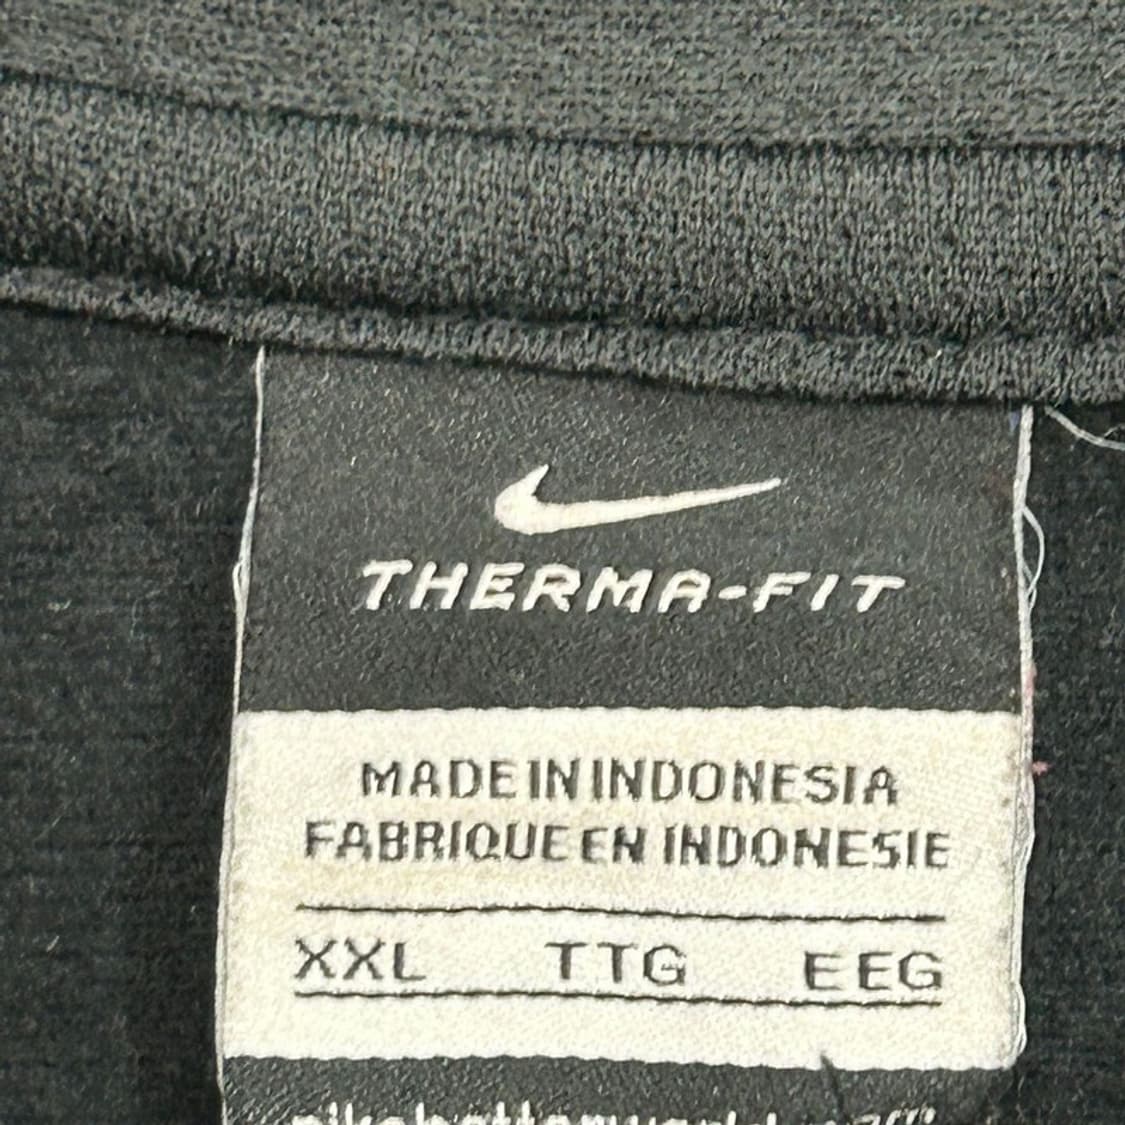 THERMA-FIT
MADE IN INDONESIA
FABRIQUE EN INDONESIE
XXL TTG EEG